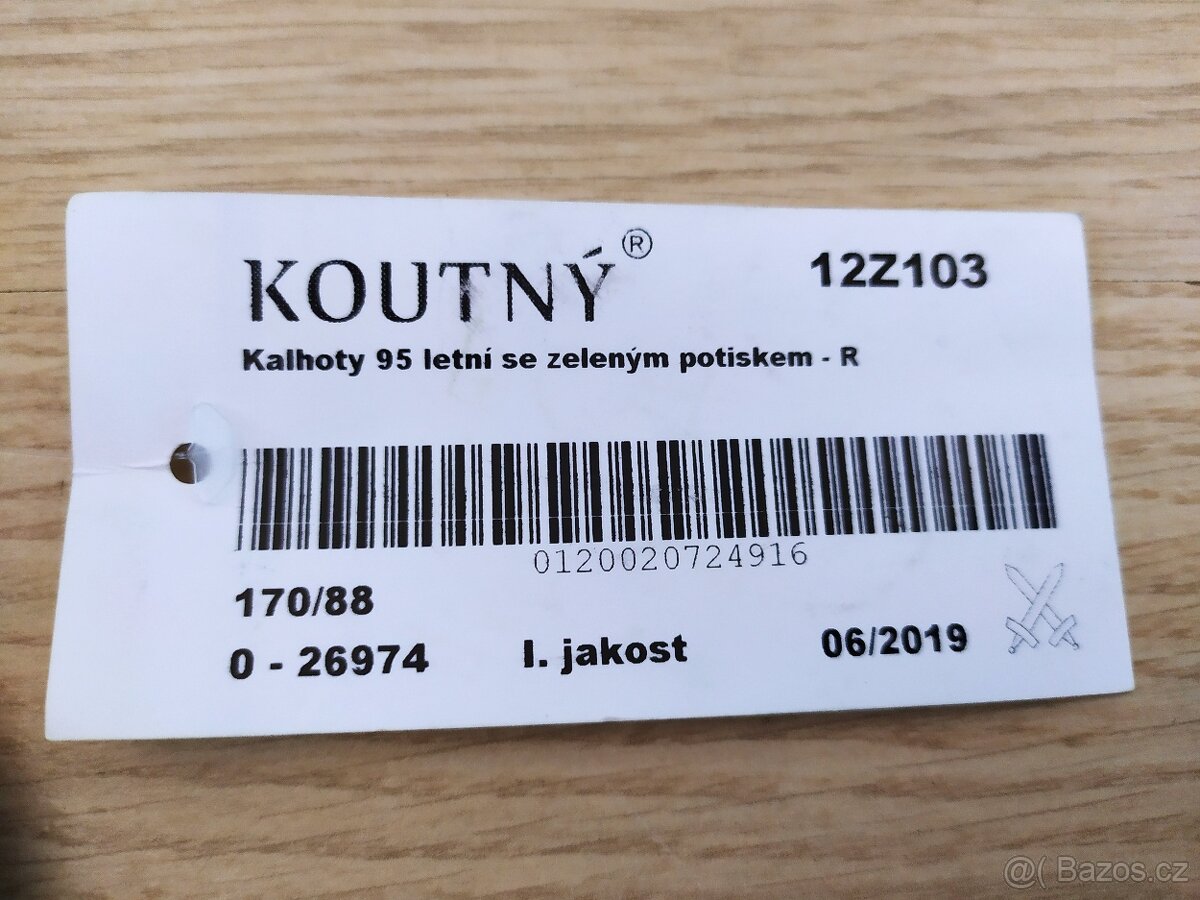 KOUTNÝ®
12Z103
Kalhoty 95 letní se zeleným potiskem - R
0120020724916
170/88
0 - 26974 I. jakost 06/2019
@( Bazos.cz